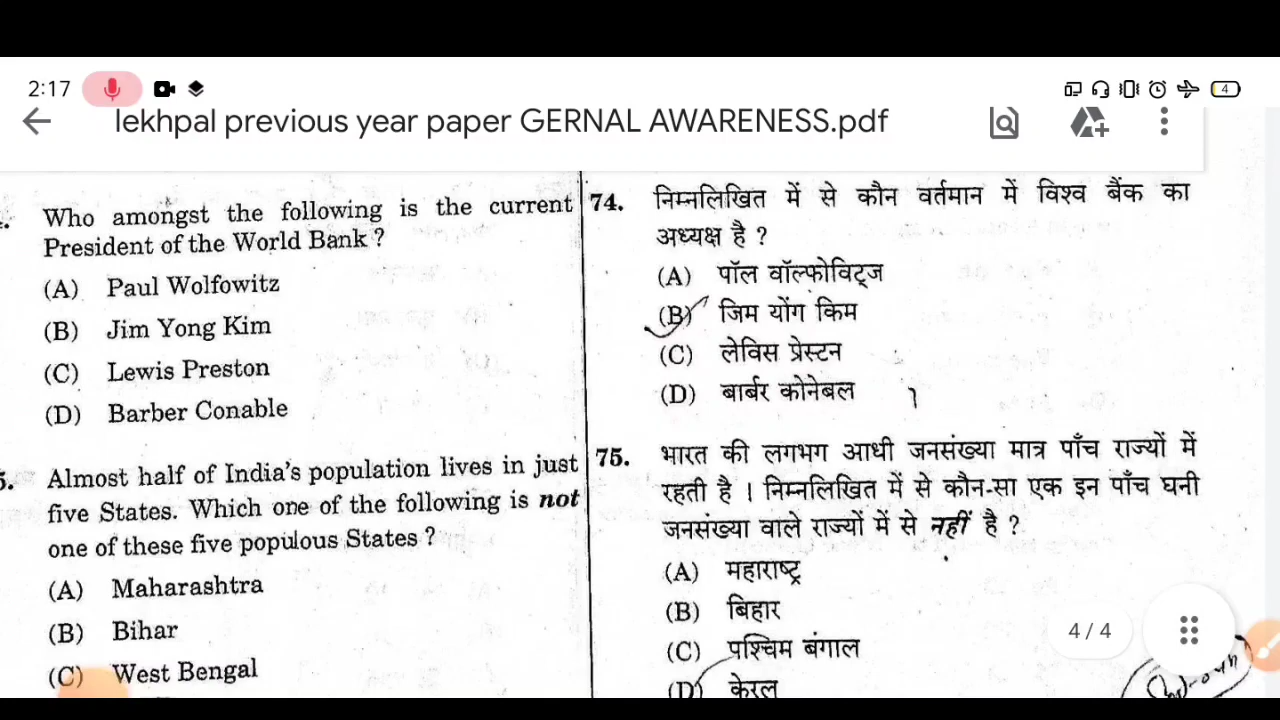 2:17
4
lekhpal previous year paper GERNAL AWARENESS.pdf
Who amongst the following is the current
President of the World Bank ?
(A) Paul Wolfowitz
(B) Jim Yong Kim
(C) Lewis Preston
(D) Barber Conable
Almost half of India's population lives in just
five States. Which one of the following is not
one of these five populous States ?
(A) Maharashtra
(B) Bihar
(C) West Bengal
74. निम्नलिखित में से कौन वर्तमान में विश्व बैंक का
अध्यक्ष है ?
(A) पॉल वॉल्फोविट्ज
(B) जिम योंग किम
(C) लेविस प्रेस्टन
(D) बार्बर कोनेबल
75. भारत की लगभग आधी जनसंख्या मात्र पाँच राज्यों में
रहती है । निम्नलिखित में से कौन-सा एक इन पाँच घनी
जनसंख्या वाले राज्यों में से नहीं है ?
(A) महाराष्ट्र
(B) बिहार
(C) पश्चिम बंगाल
(D) केरल
4 / 4